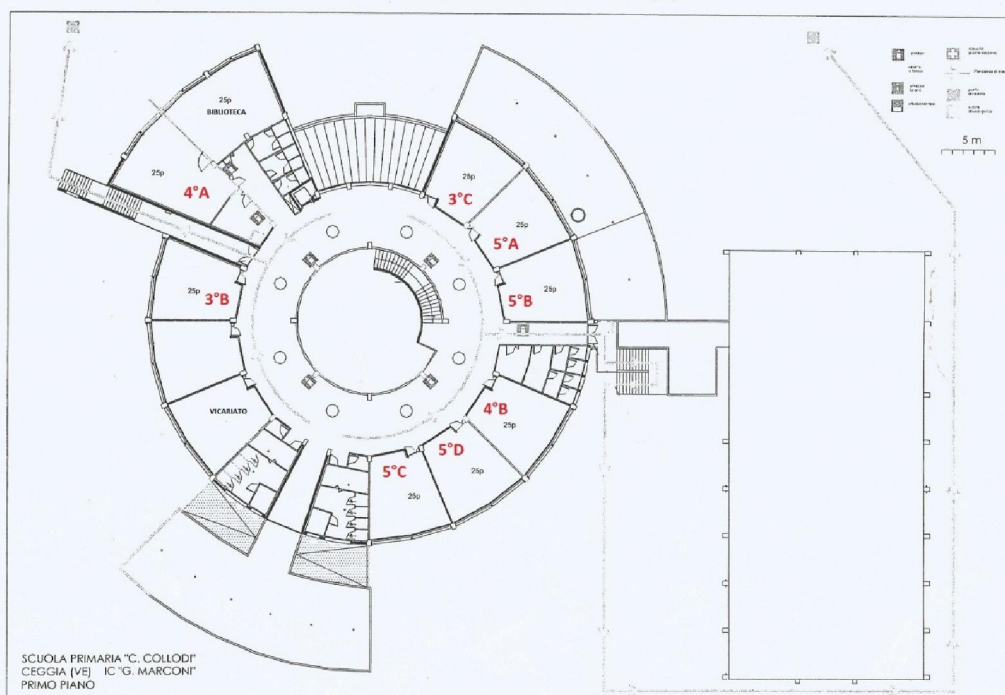 25p
BIBLIOTECA
25p
4°A
25p
3°C
5°A
25p
25p
5°B
25p
3°B
5 m
VICARIATO
4°B
25p
5°D
25p
5°C
25p
SCUOLA PRIMARIA "C. COLLODI"
CEGGIA (VE) IC "G. MARCONI"
PRIMO PIANO